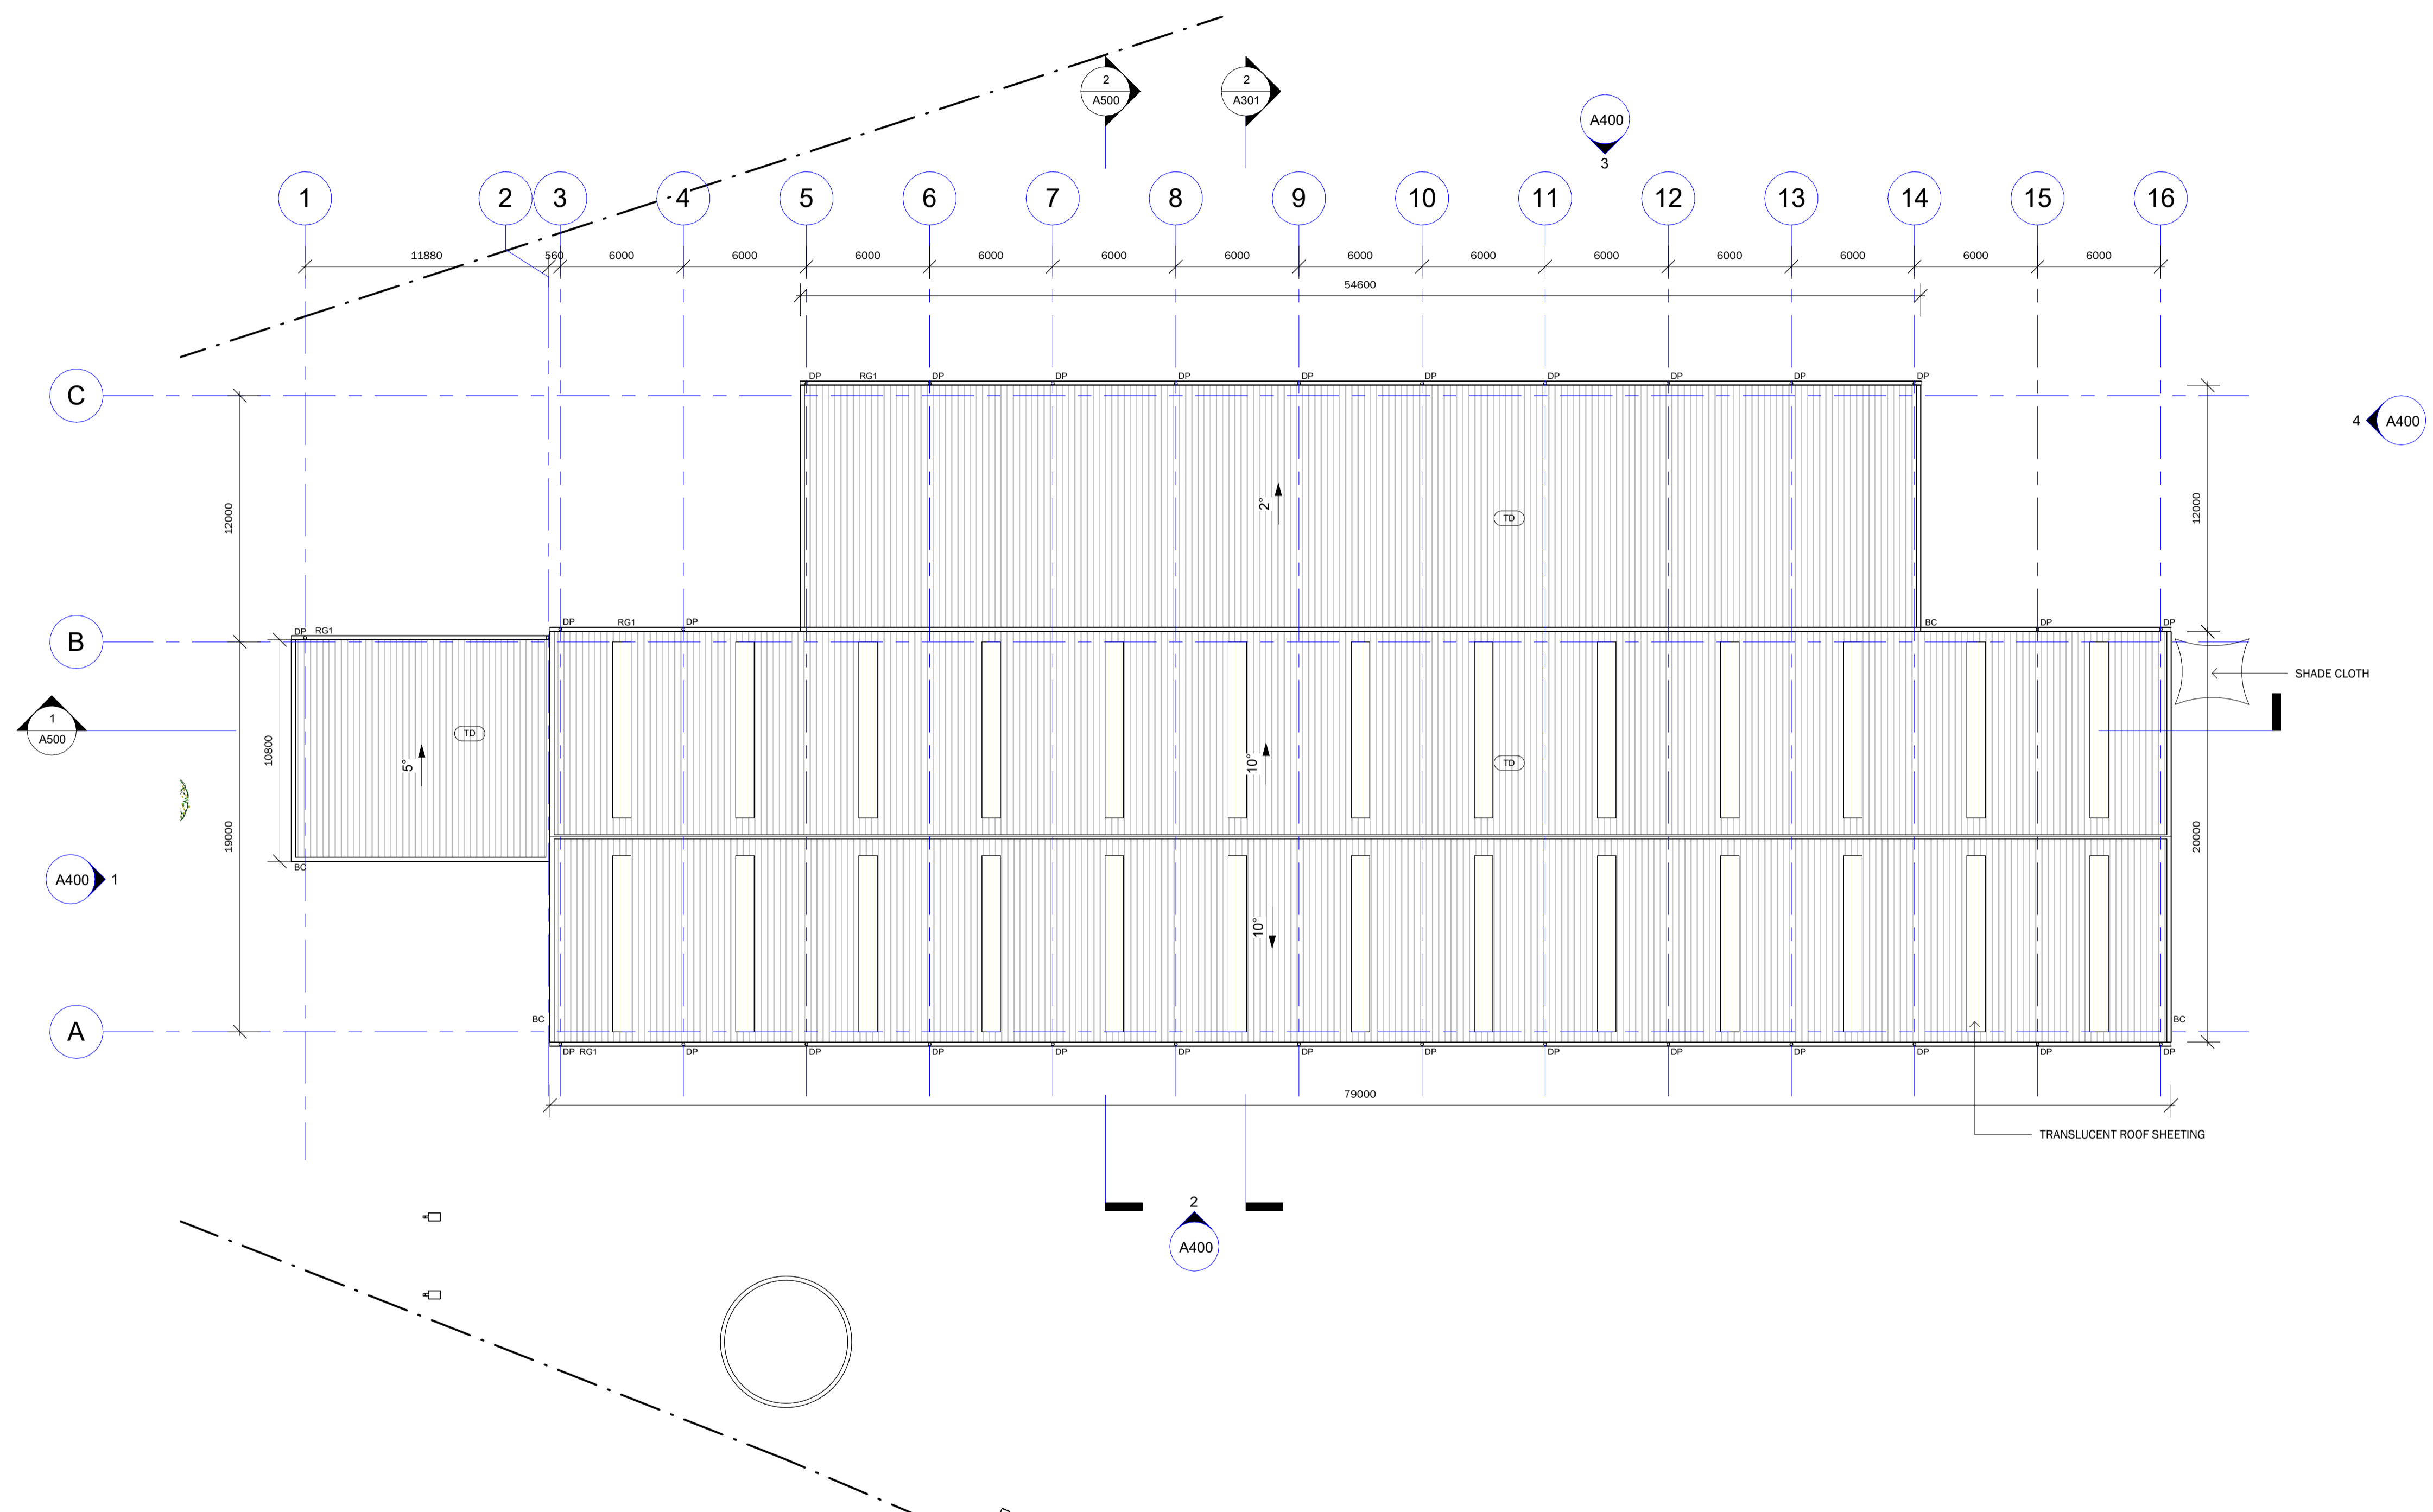 2
A500
2
A301
A400
3
1 2 3 4 5 6 7 8 9 10 11 12 13 14 15 16
11880 560 6000 6000 6000 6000 6000 6000 6000 6000 6000 6000 6000 6000 6000
54600
DP RG1 DP DP DP DP DP DP DP DP DP
C
4 A400
12000
2°
TD
12000
DP RG1
DP RG1 DP
BC DP DP
B
SHADE CLOTH
1
A500
10800
5°
TD
10°
TD
19000
20000
BC
A400 1
10°
BC
BC
A
DP RG1 DP DP DP DP DP DP DP DP DP DP DP DP DP
79000
TRANSLUCENT ROOF SHEETING
2
A400